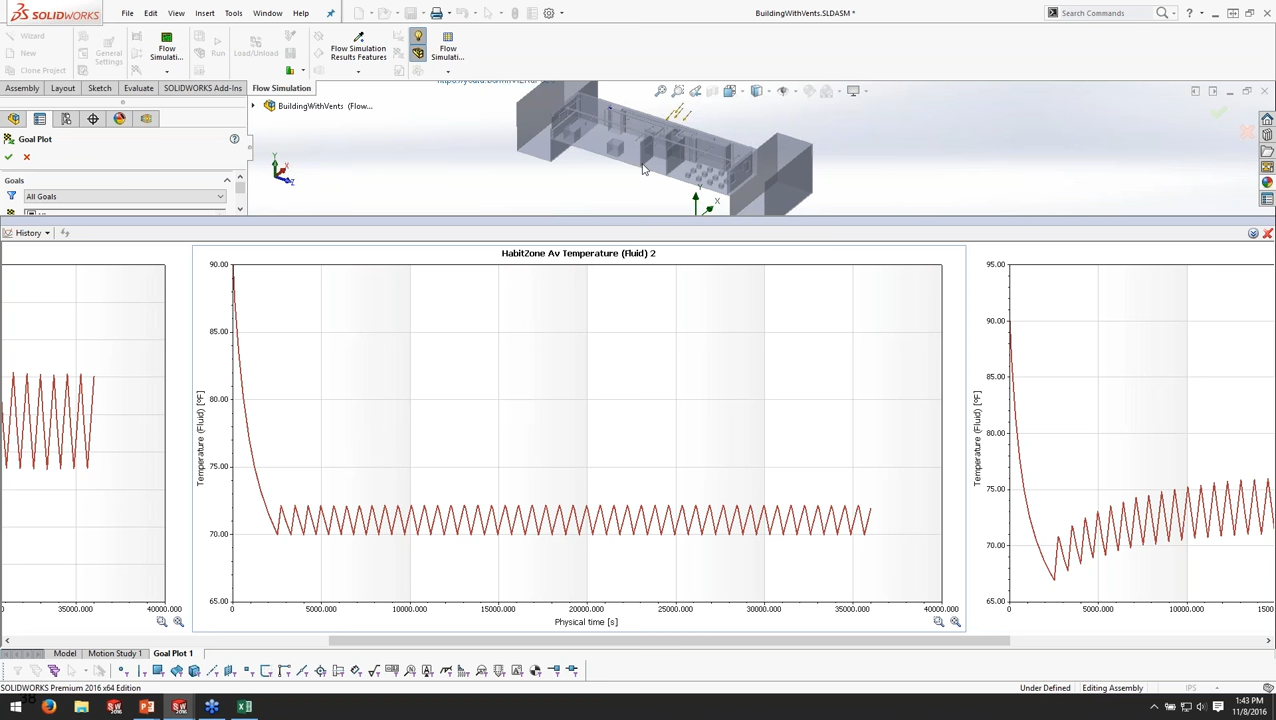 SOLIDWORKS
File Edit View Insert Tools Window Help
BuildingWithVents.SLDASM *
Search Commands
Wizard
New
Clone Project
General Settings
Flow Simulati...
Run
Load/Unload
Flow Simulation Results Features
Flow Simulati...
Assembly Layout Sketch Evaluate SOLIDWORKS Add-Ins Flow Simulation
BuildingWithVents (Flow...
Goal Plot
Goals
All Goals
Y
X
Z
Y
X
History
HabitZone Av Temperature (Fluid) 2
90.00
85.00
80.00
75.00
70.00
65.00
Temperature (Fluid) [ºF]
0 5000.000 10000.000 15000.000 20000.000 25000.000 30000.000 35000.000 40000.000
Physical time [s]
35000.000 40000.000
95.00
90.00
85.00
80.00
75.00
70.00
65.00
Temperature (Fluid) [ºF]
0 5000.000 10000.000 1500
Model Motion Study 1 Goal Plot 1
SOLIDWORKS Premium 2016 x64 Edition
Under Defined Editing Assembly IPS
1:43 PM
11/8/2016